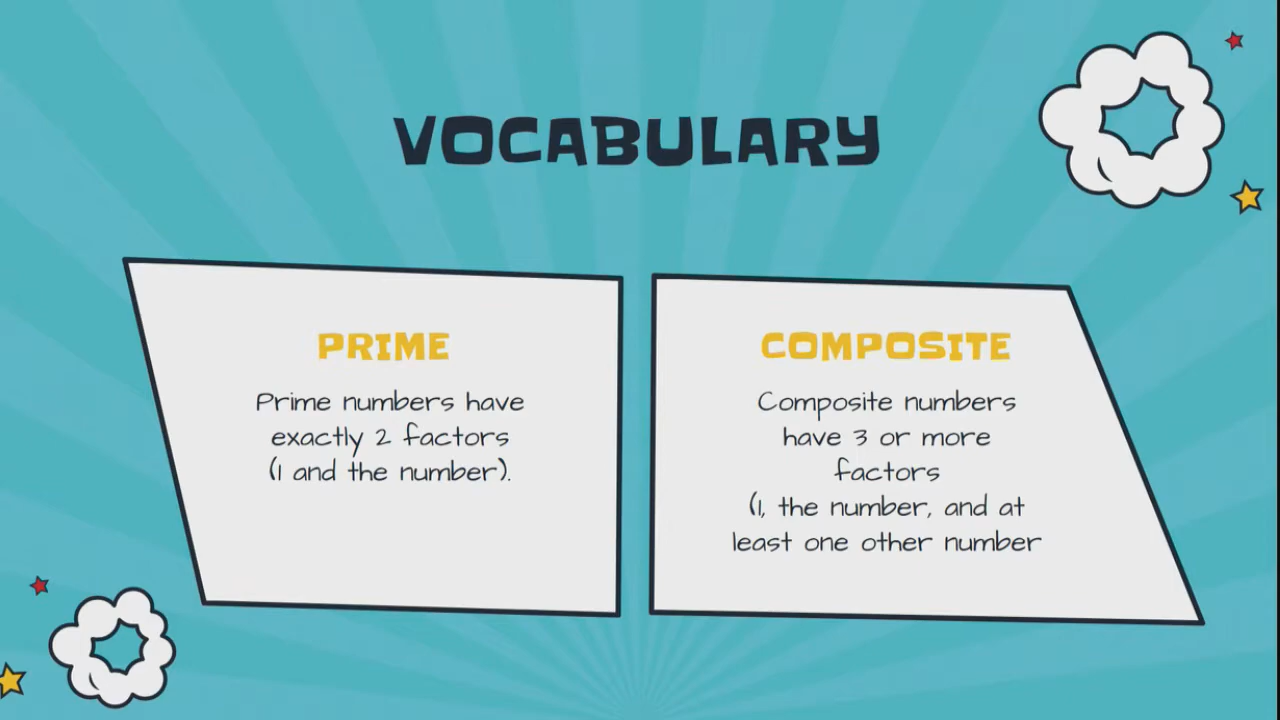 VOCABULARY
PRIME
Prime numbers have
exactly 2 factors
(1 and the number).
COMPOSITE
Composite numbers
have 3 or more
factors
(1, the number, and at
least one other number